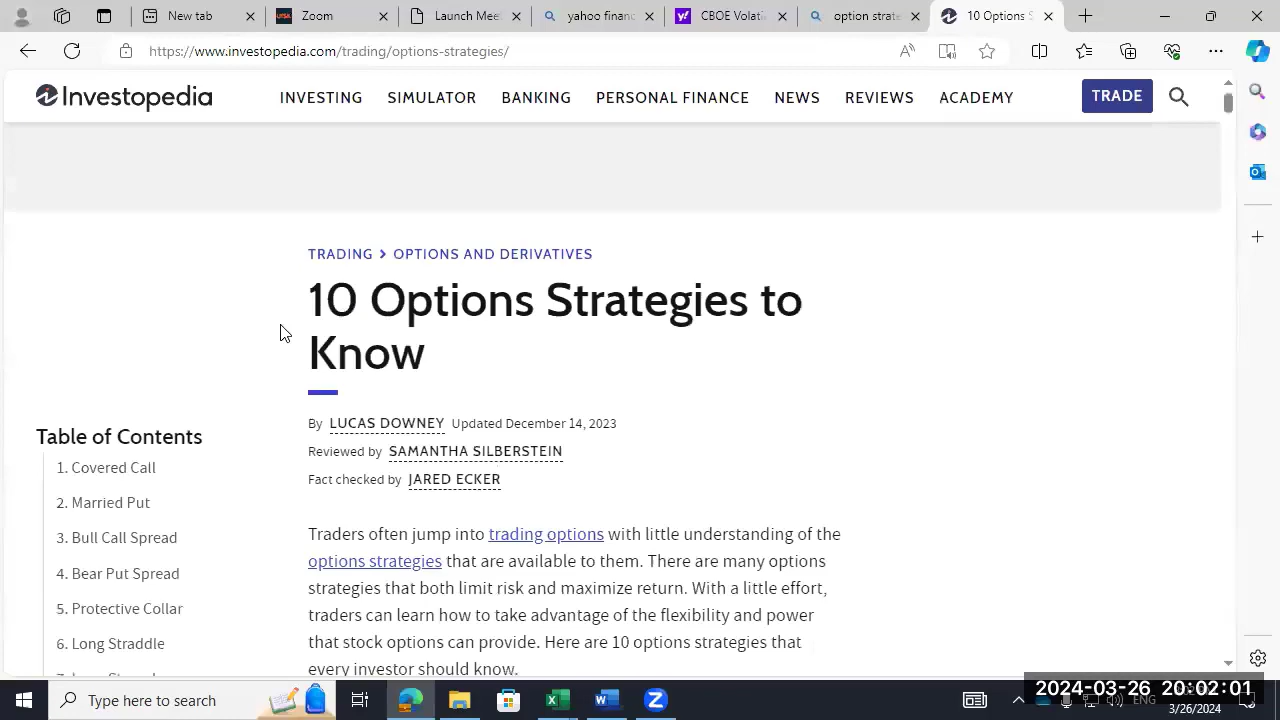 New tab
Zoom
Launch Mee
yahoo financ
CBOE Volati
option strate
10 Options S
https://www.investopedia.com/trading/options-strategies/
Investopedia
INVESTING SIMULATOR BANKING PERSONAL FINANCE NEWS REVIEWS ACADEMY
TRADE
TRADING > OPTIONS AND DERIVATIVES
10 Options Strategies to
Know
By LUCAS DOWNEY Updated December 14, 2023
Reviewed by SAMANTHA SILBERSTEIN
Fact checked by JARED ECKER
Table of Contents
1. Covered Call
2. Married Put
3. Bull Call Spread
4. Bear Put Spread
5. Protective Collar
6. Long Straddle
Traders often jump into trading options with little understanding of the
options strategies that are available to them. There are many options
strategies that both limit risk and maximize return. With a little effort,
traders can learn how to take advantage of the flexibility and power
that stock options can provide. Here are 10 options strategies that
every investor should know.
Type here to search
2024-03-26 20:02:01
ENG
3/26/2024